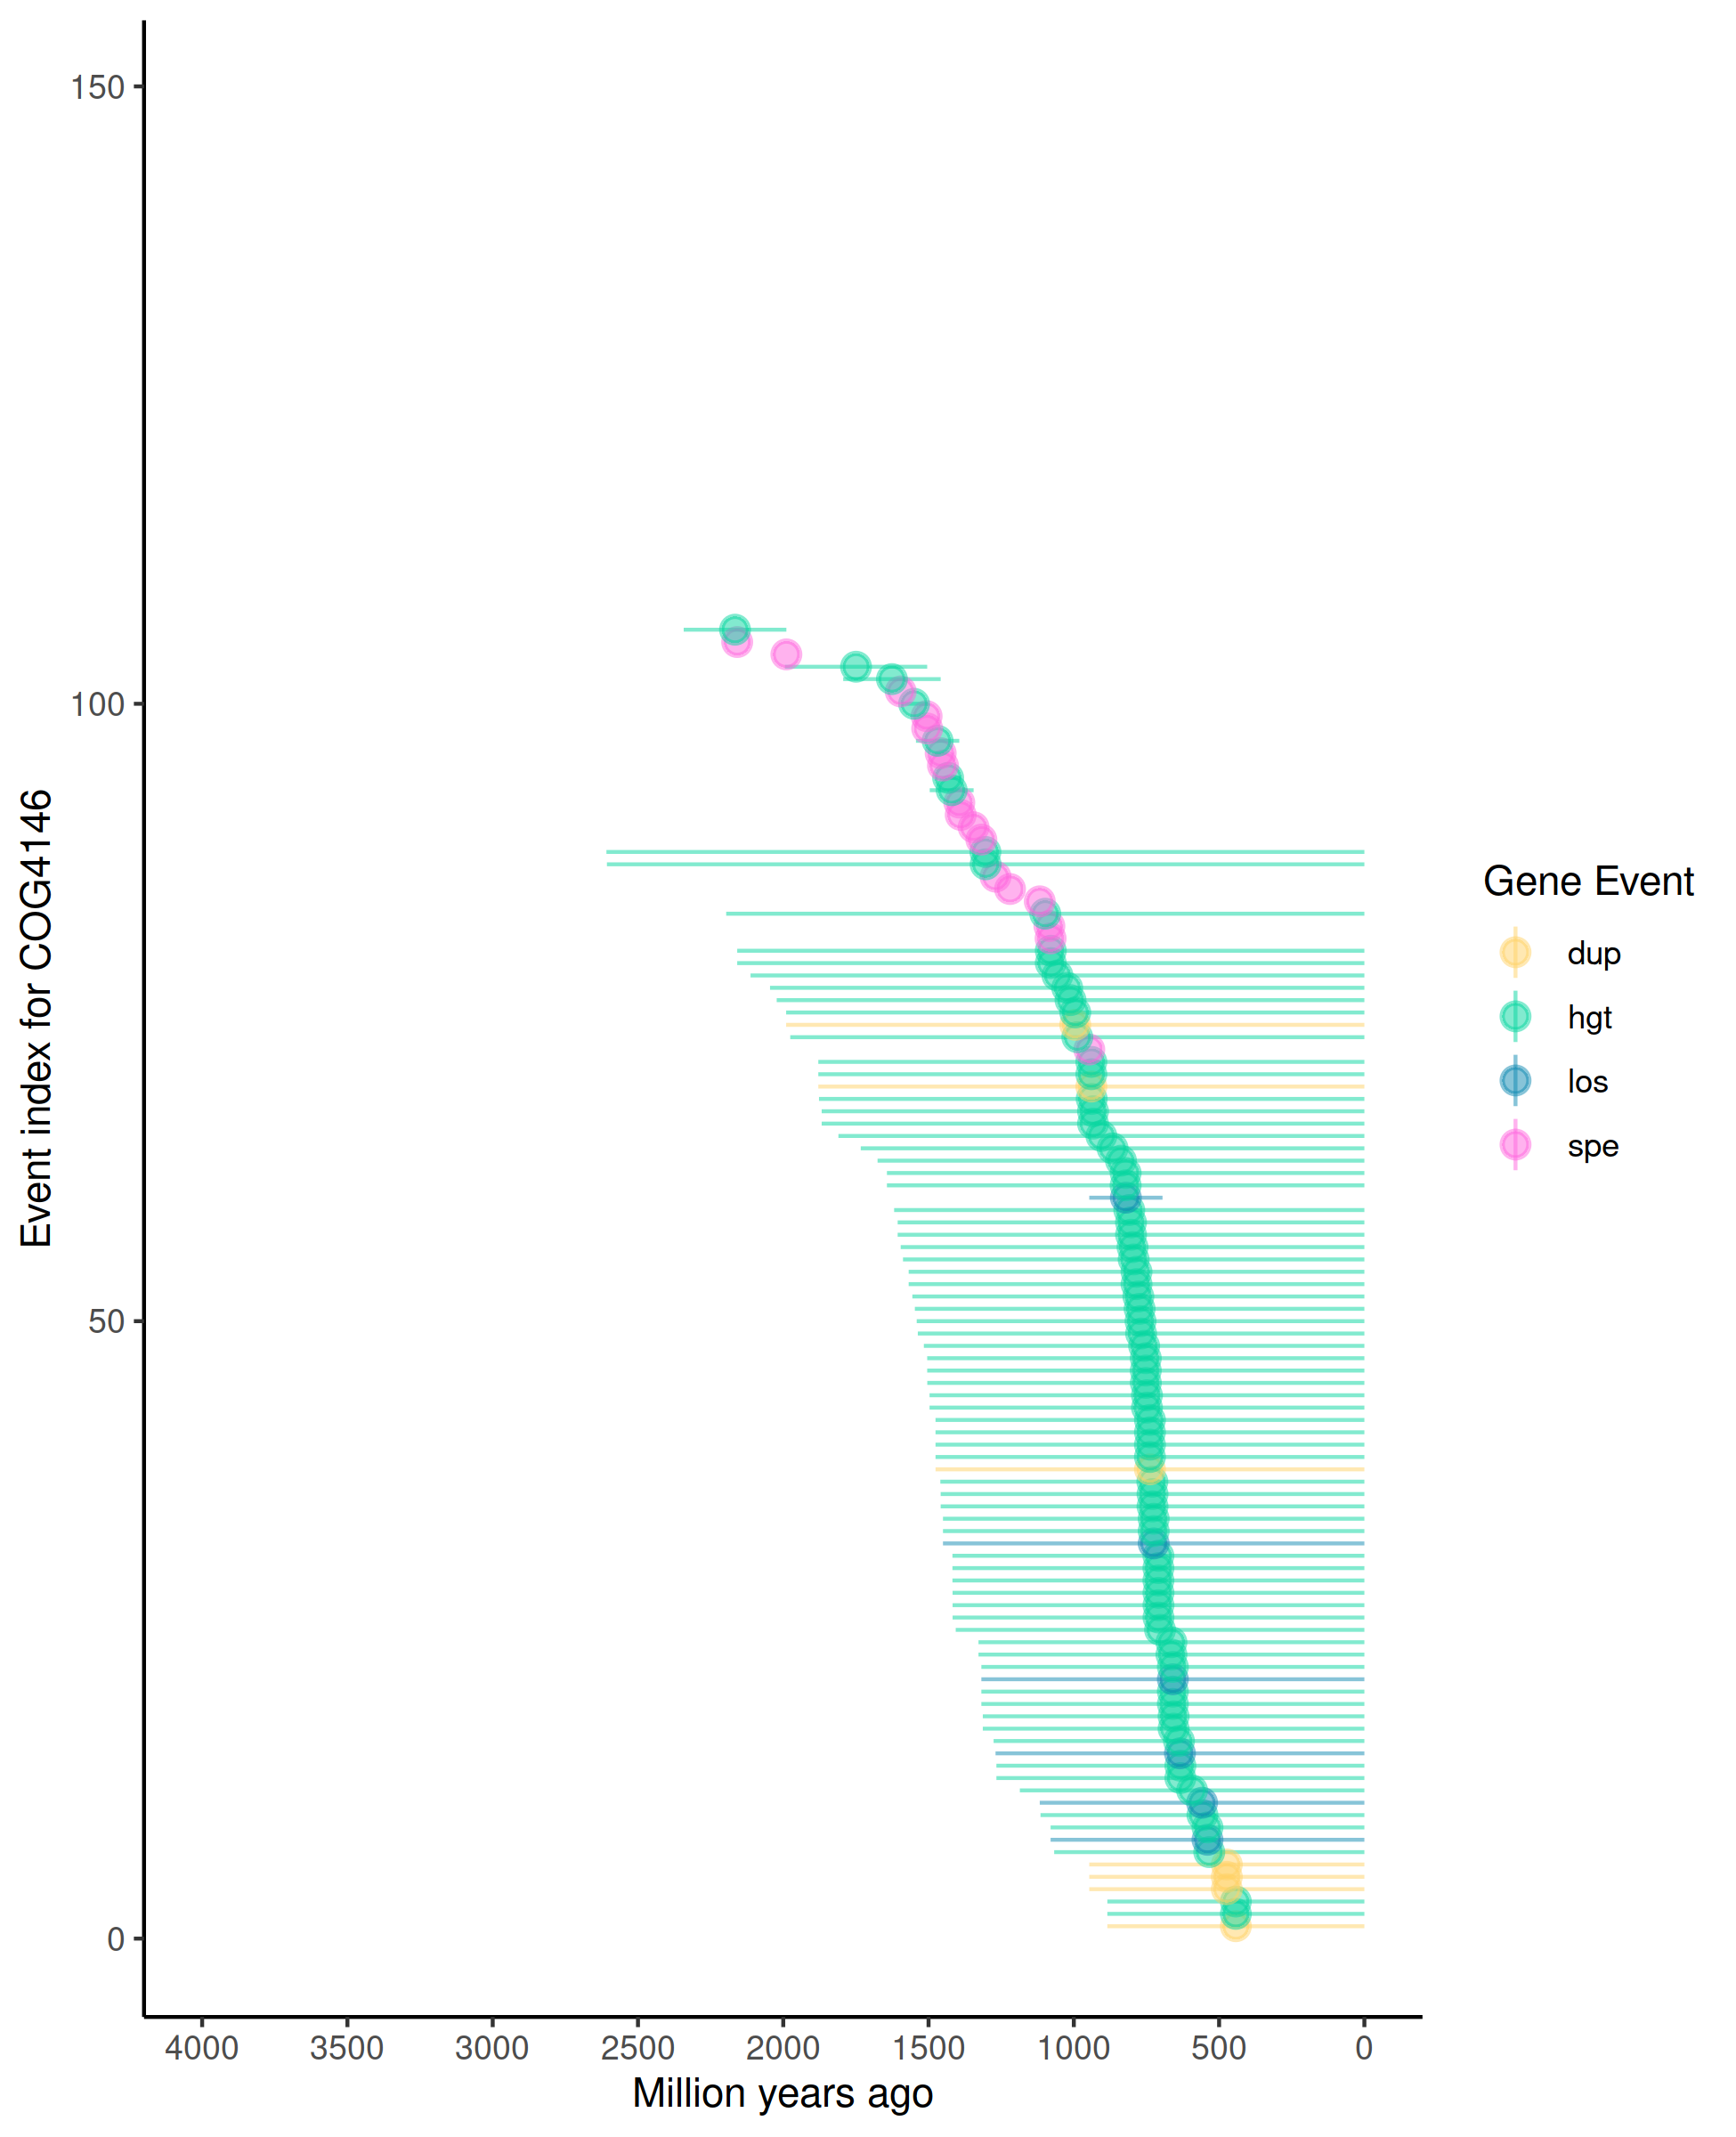 150
100
50
0
Event index for COG4146
4000 3500 3000 2500 2000 1500 1000 500 0
Million years ago
Gene Event
dup
hgt
los
spe